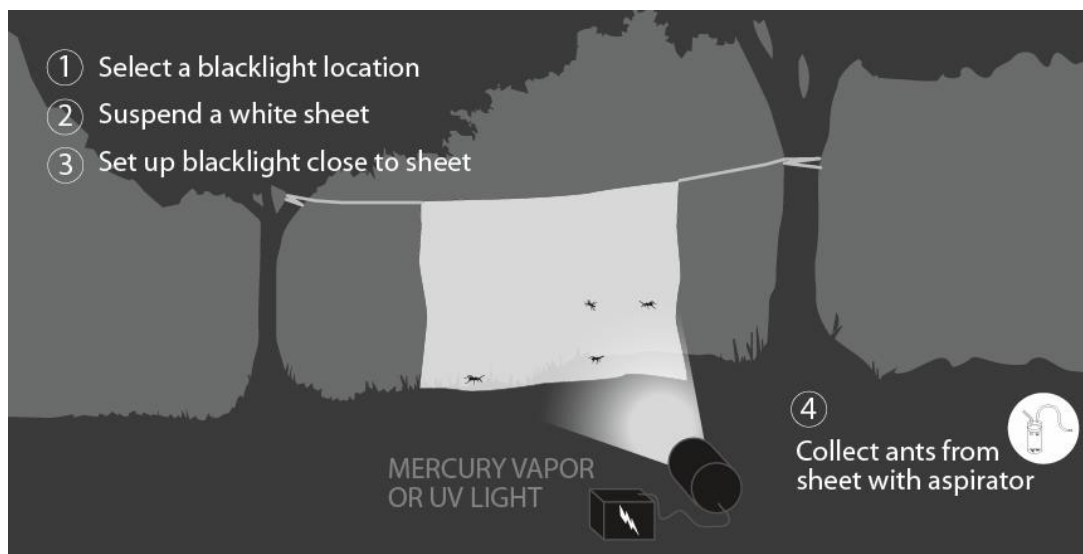 1 Select a blacklight location
2 Suspend a white sheet
3 Set up blacklight close to sheet
4
Collect ants from
sheet with aspirator
MERCURY VAPOR
OR UV LIGHT